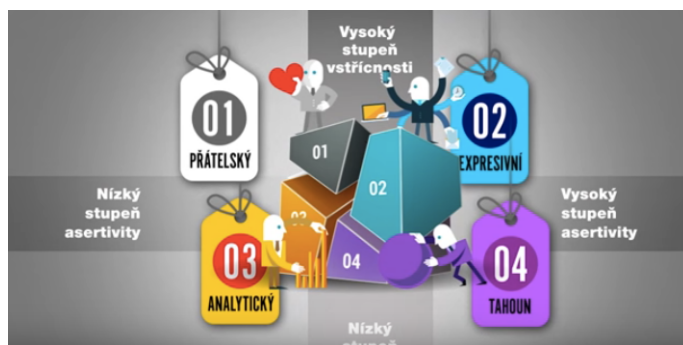 Vysoký
stupeň
vstřícnosti
01
PŘÁTELSKÝ
02
EXPRESIVNÍ
01
02
Nízký
stupeň
asertivity
Vysoký
stupeň
asertivity
03
04
03
ANALYTICKÝ
04
TAHOUN
Nízký
stupeň